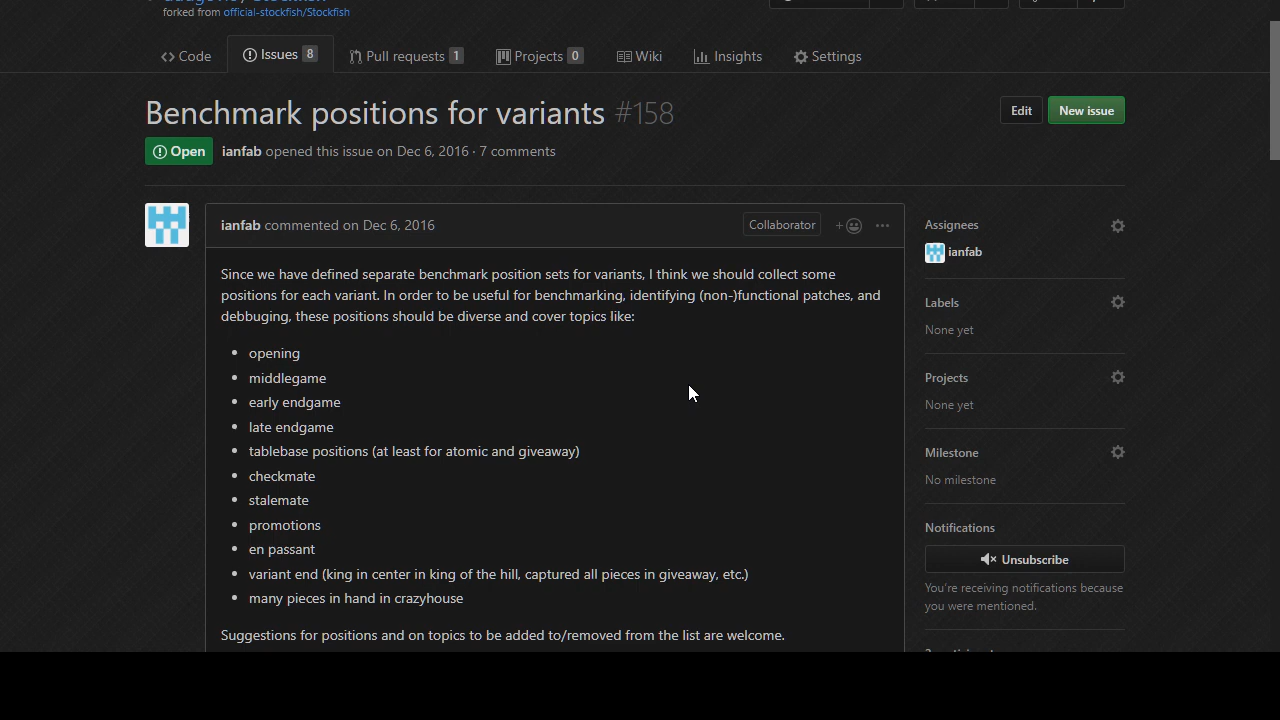 forked from official-stockfish/Stockfish
Code Issues 8 Pull requests 1 Projects 0 Wiki Insights Settings
Benchmark positions for variants #158
Edit New issue
Open ianfab opened this issue on Dec 6, 2016 · 7 comments
ianfab commented on Dec 6, 2016 Collaborator
Since we have defined separate benchmark position sets for variants, I think we should collect some
positions for each variant. In order to be useful for benchmarking, identifying (non-)functional patches, and
debbuging, these positions should be diverse and cover topics like:
opening
middlegame
early endgame
late endgame
tablebase positions (at least for atomic and giveaway)
checkmate
stalemate
promotions
en passant
variant end (king in center in king of the hill, captured all pieces in giveaway, etc.)
many pieces in hand in crazyhouse
Suggestions for positions and on topics to be added to/removed from the list are welcome.
Assignees
ianfab
Labels
None yet
Projects
None yet
Milestone
No milestone
Notifications
Unsubscribe
You're receiving notifications because
you were mentioned.